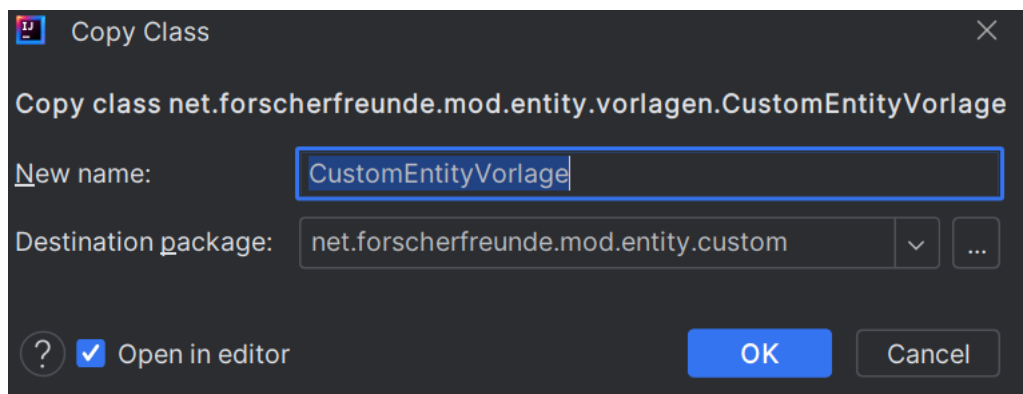 IJ
Copy Class
Copy class net.forscherfreunde.mod.entity.vorlagen.CustomEntityVorlage
New name: CustomEntityVorlage
Destination package: net.forscherfreunde.mod.entity.custom ...
? Open in editor OK Cancel